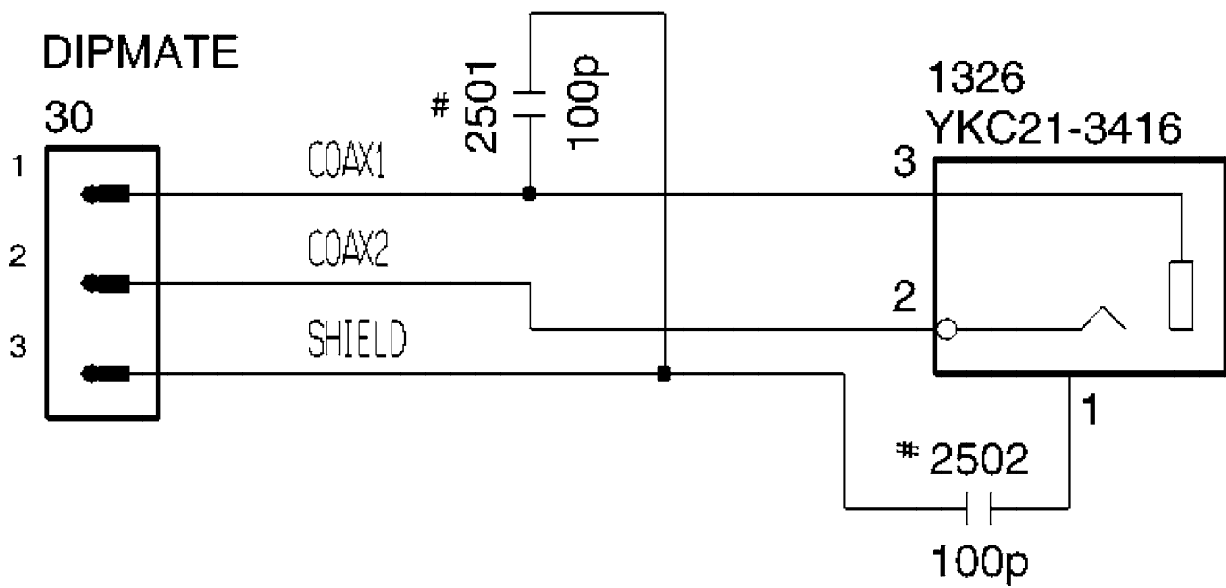 DIPMATE
30
1
COAX1
2
COAX2
3
SHIELD
# 2501
100p
1326
YKC21-3416
3
2
1
# 2502
100p